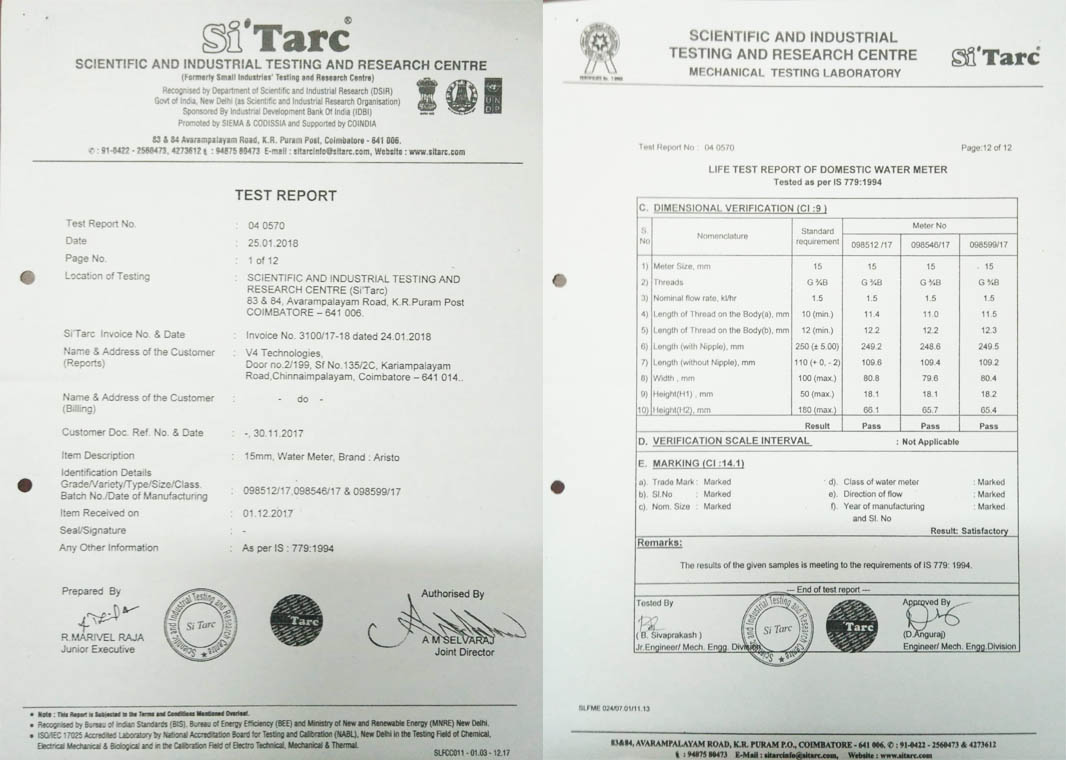 Si'Tarc®
SCIENTIFIC AND INDUSTRIAL TESTING AND RESEARCH CENTRE
(Formerly Small Industries' Testing and Research Centre)
Recognised by Department of Scientific and Industrial Research (DSIR)
Govt of India, New Delhi (as Scientific and Industrial Research Organisation)
Sponsored By Industrial Development Bank Of India (IDBI)
Promoted by SIEMA & CODISSIA and Supported by COINDIA
83 & 84 Avarampalayam Road, K.R. Puram Post, Coimbatore - 641 006.
✆ : 91-0422 - 2560473, 4273612 : 94875 80473 E-mail : sitarcinfo@sitarc.com, Website : www.sitarc.com
TEST REPORT
Test Report No. : 04 0570
Date : 25.01.2018
Page No. : 1 of 12
Location of Testing : SCIENTIFIC AND INDUSTRIAL TESTING AND
RESEARCH CENTRE (Si'Tarc)
83 & 84, Avarampalayam Road, K.R.Puram Post
COIMBATORE – 641 006.
Si'Tarc Invoice No. & Date : Invoice No. 3100/17-18 dated 24.01.2018
Name & Address of the Customer : V4 Technologies,
(Reports) Door no.2/199, Sf No.135/2C, Kariampalayam
Road,Chinnaimpalayam, Coimbatore – 641 014..
Name & Address of the Customer : - do -
(Billing)
Customer Doc. Ref. No. & Date : -, 30.11.2017
Item Description : 15mm, Water Meter, Brand : Aristo
Identification Details
Grade/Variety/Type/Size/Class.
Batch No./Date of Manufacturing : 098512/17,098546/17 & 098599/17
Item Received on : 01.12.2017
Seal/Signature : -
Any Other Information : As per IS : 779:1994
Prepared By
Authorised By
R.MARIVEL RAJA
Junior Executive
Scientific and Industrial Testing and Research Centre
Si Tarc
Tarc
A M SELVARAJ
Joint Director
Note : This Report is Subjected to the Terms and Conditions Mentioned Overleaf.
Recognised by Bureau of Indian Standards (BIS), Bureau of Energy Efficiency (BEE) and Ministry of New and Renewable Energy (MNRE) New Delhi.
ISO/IEC 17025 Accredited Laboratory by National Accreditation Board for Testing and Calibration (NABL), New Delhi in the Testing Field of Chemical,
Electrical Mechanical & Biological and in the Calibration Field of Electro Technical, Mechanical & Thermal.
SLFCC011 - 01.03 - 12.17
SCIENTIFIC AND INDUSTRIAL
TESTING AND RESEARCH CENTRE
MECHANICAL TESTING LABORATORY
Si'Tarc
Test Report No : 04 0570 Page:12 of 12
LIFE TEST REPORT OF DOMESTIC WATER METER
Tested as per IS 779:1994
C. DIMENSIONAL VERIFICATION (CI :9 )
S. No Nomenclature Standard requirement Meter No
098512 /17 098546/17 098599/17
1) Meter Size, mm 15 15 15 15
2) Threads G ¾B G ¾B G ¾B G ¾B
3) Nominal flow rate, kl/hr 1.5 1.5 1.5 1.5
4) Length of Thread on the Body(a), mm 10 (min.) 11.4 11.0 11.5
5) Length of Thread on the Body(b), mm 12 (min.) 12.2 12.2 12.3
6) Length (with Nipple), mm 250 (± 5.00) 249.2 248.6 249.5
7) Length (without Nipple), mm 110 (+ 0, - 2) 109.6 109.4 109.2
8) Width , mm 100 (max.) 80.8 79.6 80.4
9) Height(H1) , mm 50 (max.) 18.1 18.1 18.2
10) Height(H2), mm 180 (max.) 66.1 65.7 65.4
Result Pass Pass Pass
D. VERIFICATION SCALE INTERVAL : Not Applicable
E. MARKING (CI :14.1)
a). Trade Mark : Marked d). Class of water meter : Marked
b). Sl.No : Marked e). Direction of flow : Marked
c). Nom. Size : Marked f). Year of manufacturing : Marked
and Sl. No
Result: Satisfactory
Remarks:
The results of the given samples is meeting to the requirements of IS 779: 1994.
--- End of test report ---
Tested By
Approved By
( B. Sivaprakash )
Jr.Engineer/ Mech. Engg. Division
Scientific and Industrial Testing and Research Centre
Si Tarc
Tarc
(D.Anguraj)
Engineer/ Mech. Engg.Division
SLFME 024/07.01/11.13
83&84, AVARAMPALAYAM ROAD, K.R. PURAM P.O., COIMBATORE - 641 006. ✆ : 91-0422 - 2560473 & 4273612
: 94875 80473 E-Mail : sitarcinfo@sitarc.com, Website : www.sitarc.com